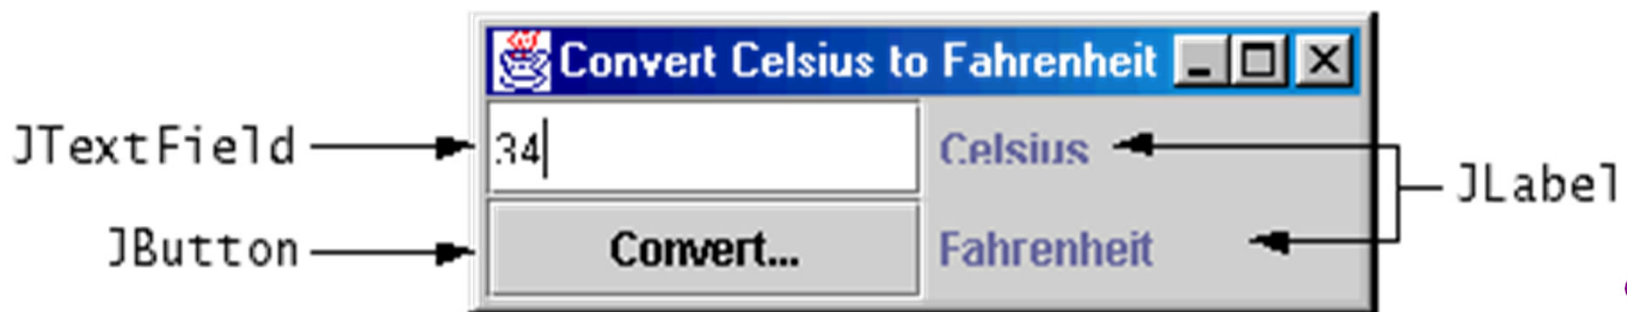 Convert Celsius to Fahrenheit
JTextField
34
Celsius
JLabel
JButton
Convert...
Fahrenheit